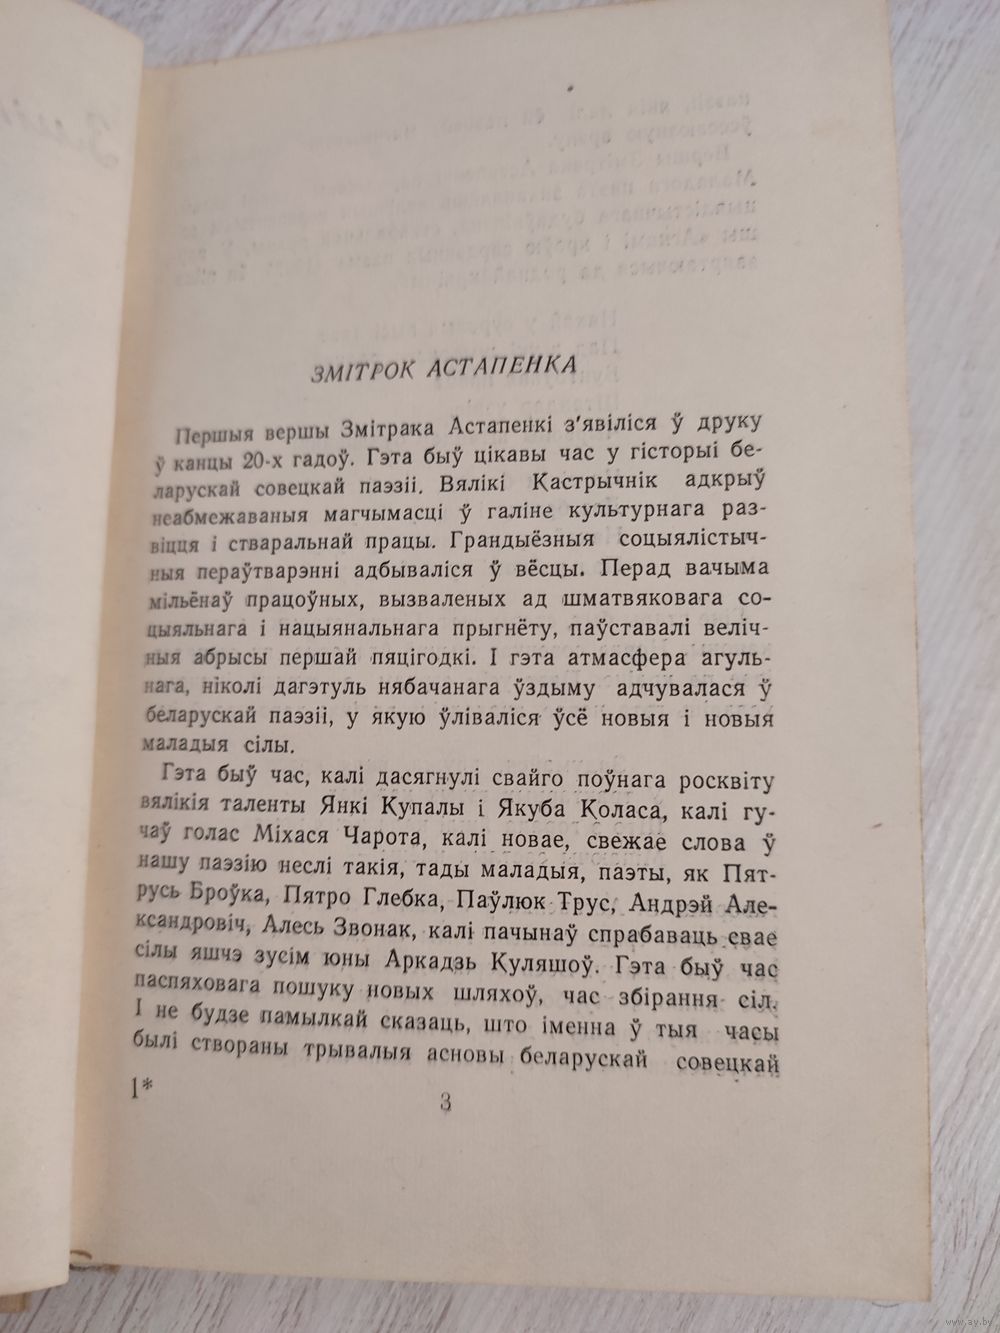 ЗМІТРОК АСТАПЕНКА
Першыя вершы Змітрака Астапенкі з'явіліся ў друку
ў канцы 20-х гадоў. Гэта быў цікавы час у гісторыі бе-
ларускай совецкай паэзіі. Вялікі Кастрычнік адкрыў
неабмежаваныя магчымасці ў галіне культурнага раз-
віцця і стваральнай працы. Грандыёзныя соцыялістыч-
ныя пераўтварэнні адбываліся ў вёсцы. Перад вачыма
мільёнаў працоўных, вызваленых ад шматвяковага со-
цыяльнага і нацыянальнага прыгнёту, паўставалі веліч-
ныя абрысы першай пяцігодкі. І гэта атмасфера агуль-
нага, ніколі дагэтуль нябачанага ўздыму адчувалася ў
беларускай паэзіі, у якую ўліваліся ўсё новыя і новыя
маладыя сілы.
Гэта быў час, калі дасягнулі свайго поўнага росквіту
вялікія таленты Янкі Купалы і Якуба Коласа, калі гу-
чаў голас Міхася Чарота, калі новае, свежае слова ў
нашу паэзію неслі такія, тады маладыя, паэты, як Пят-
русь Броўка, Пятро Глебка, Паўлюк Трус, Андрэй Але-
ксандровіч, Алесь Звонак, калі пачынаў спрабаваць свае
сілы яшчэ зусім юны Аркадзь Куляшоў. Гэта быў час
паспяховага пошуку новых шляхоў, час збірання сіл.
І не будзе памылкай сказаць, што іменна ў тыя часы
былі створаны трывалыя асновы беларускай совецкай
1*
3
www.ay.by